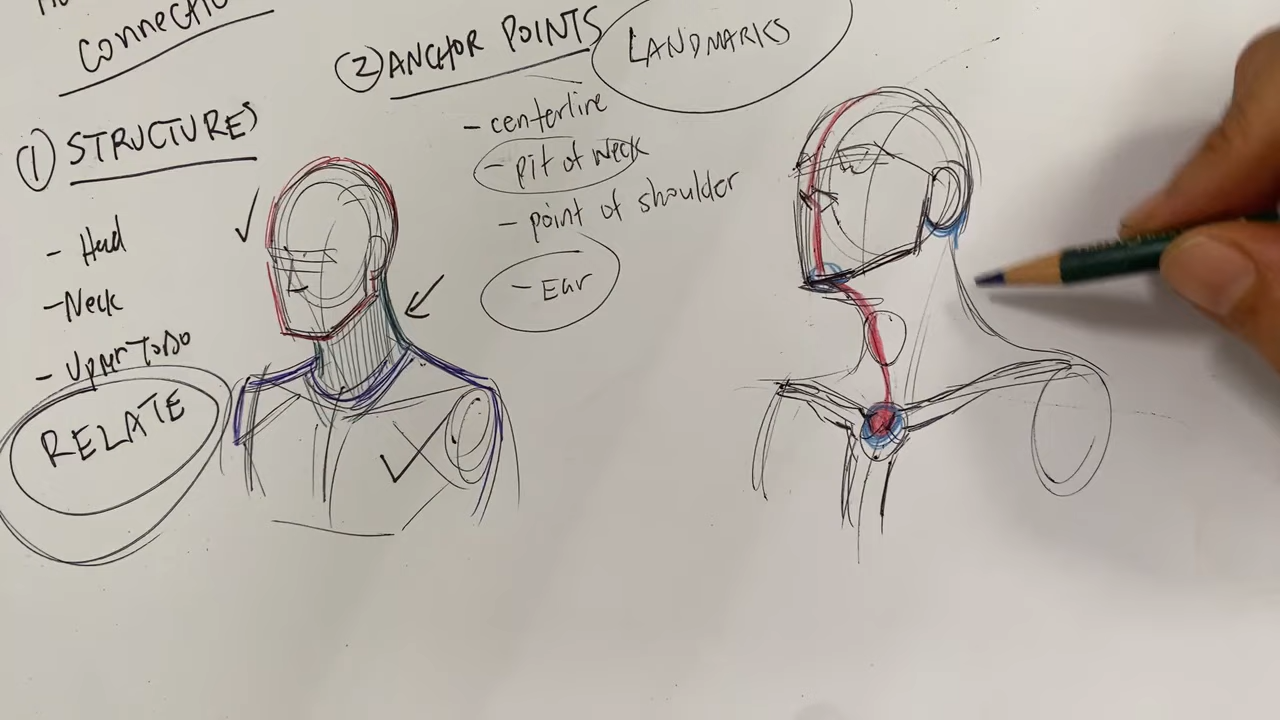 CONNECTIO
① STRUCTURES
- Head
- Neck
- Upper Torso
RELATE
② ANCHOR POINTS
LANDMARKS
- centerline
- pit of Neck
- point of shoulder
- Ear